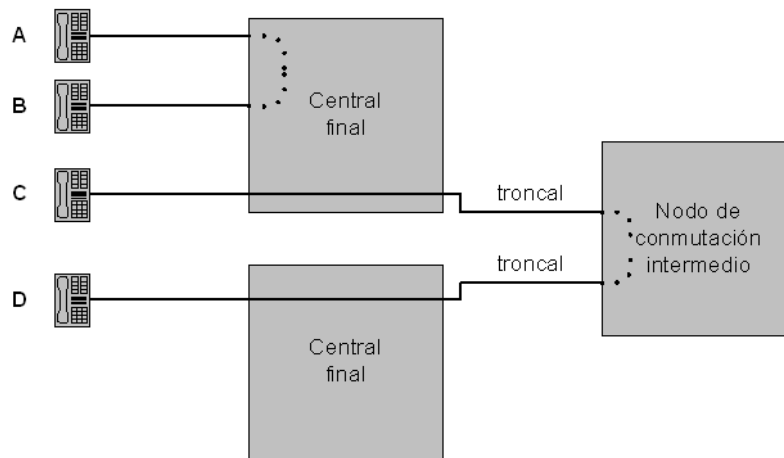 A
B
Central
final
C
troncal
Nodo de
conmutación
intermedio
troncal
D
Central
final